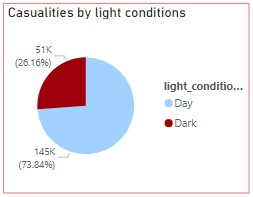 Casualities by light conditions
51K
(26.16%)
light_conditio...
Day
Dark
145K
(73.84%)